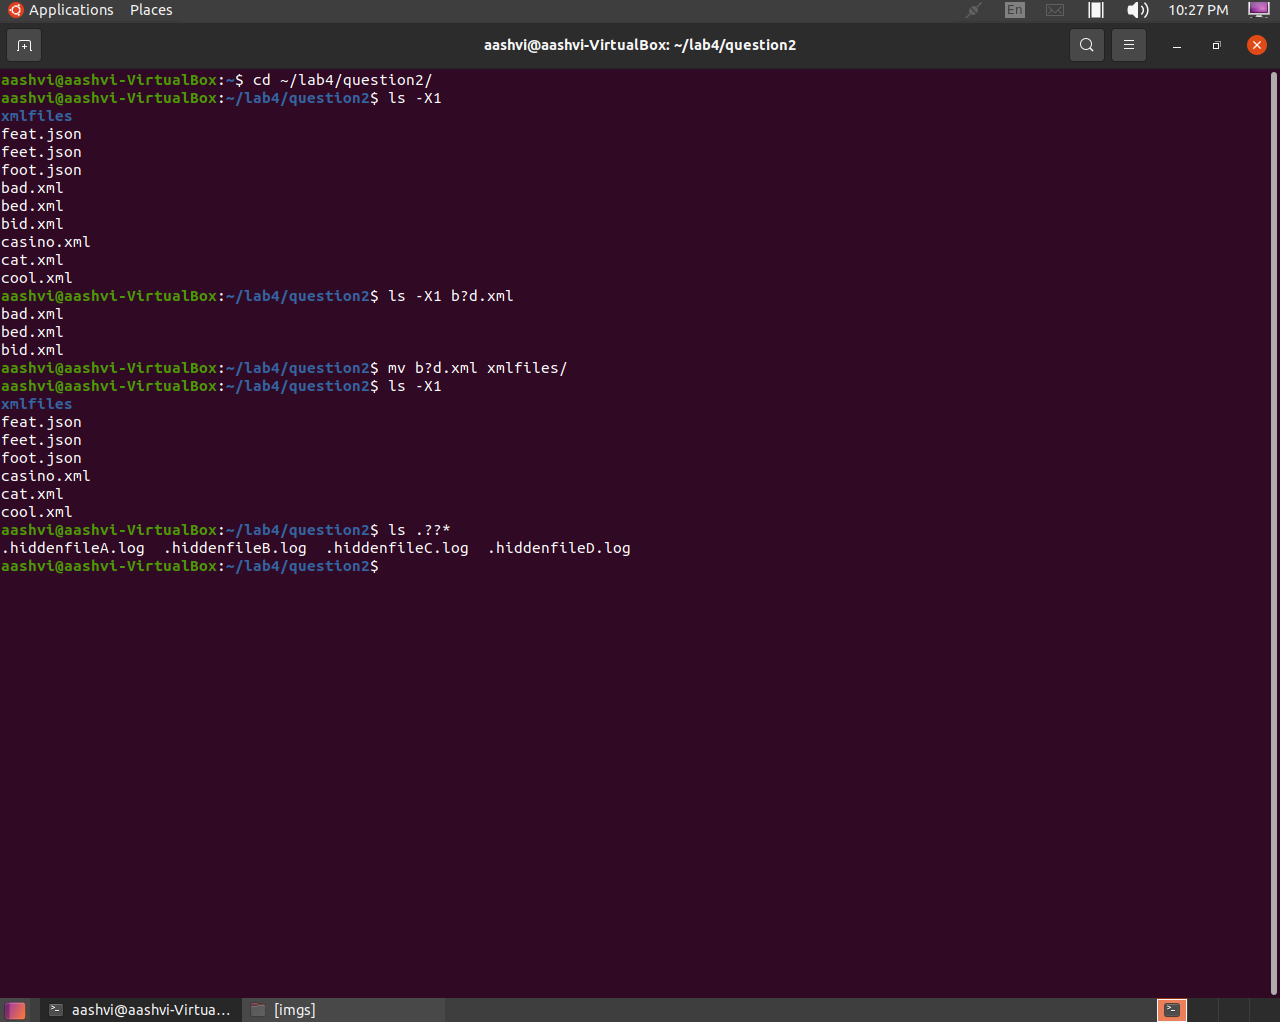 Applications Places En 10:27 PM
aashvi@aashvi-VirtualBox: ~/lab4/question2
aashvi@aashvi-VirtualBox:~$ cd ~/lab4/question2/
aashvi@aashvi-VirtualBox:~/lab4/question2$ ls -X1
xmlfiles
feat.json
feet.json
foot.json
bad.xml
bed.xml
bid.xml
casino.xml
cat.xml
cool.xml
aashvi@aashvi-VirtualBox:~/lab4/question2$ ls -X1 b?d.xml
bad.xml
bed.xml
bid.xml
aashvi@aashvi-VirtualBox:~/lab4/question2$ mv b?d.xml xmlfiles/
aashvi@aashvi-VirtualBox:~/lab4/question2$ ls -X1
xmlfiles
feat.json
feet.json
foot.json
casino.xml
cat.xml
cool.xml
aashvi@aashvi-VirtualBox:~/lab4/question2$ ls .??*
.hiddenfileA.log  .hiddenfileB.log  .hiddenfileC.log  .hiddenfileD.log
aashvi@aashvi-VirtualBox:~/lab4/question2$
aashvi@aashvi-Virtua... [imgs]